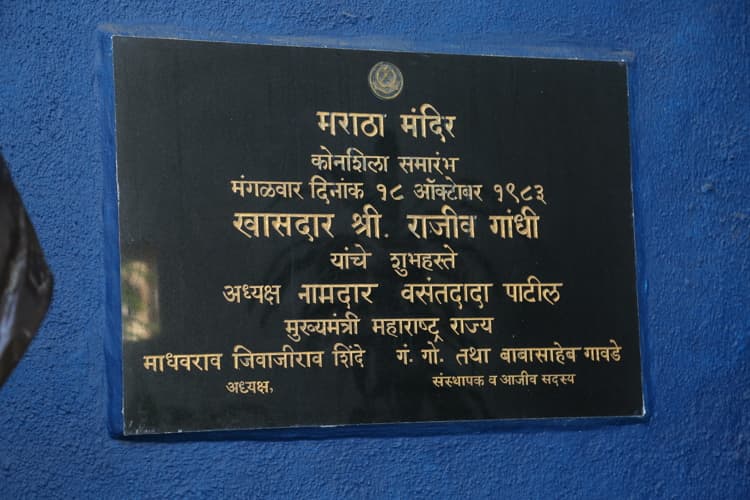 मराठा मंदिर
कोनशिला समारंभ
मंगळवार दिनांक १८ ऑक्टोबर १९८३
खासदार श्री. राजीव गांधी
यांचे शुभहस्ते
अध्यक्ष नामदार वसंतदादा पाटील
मुख्यमंत्री महाराष्ट्र राज्य
माधवराव जिवाजीराव शिंदे गं. गो. तथा बाबासाहेब गावडे
अध्यक्ष, संस्थापक व आजीव सदस्य